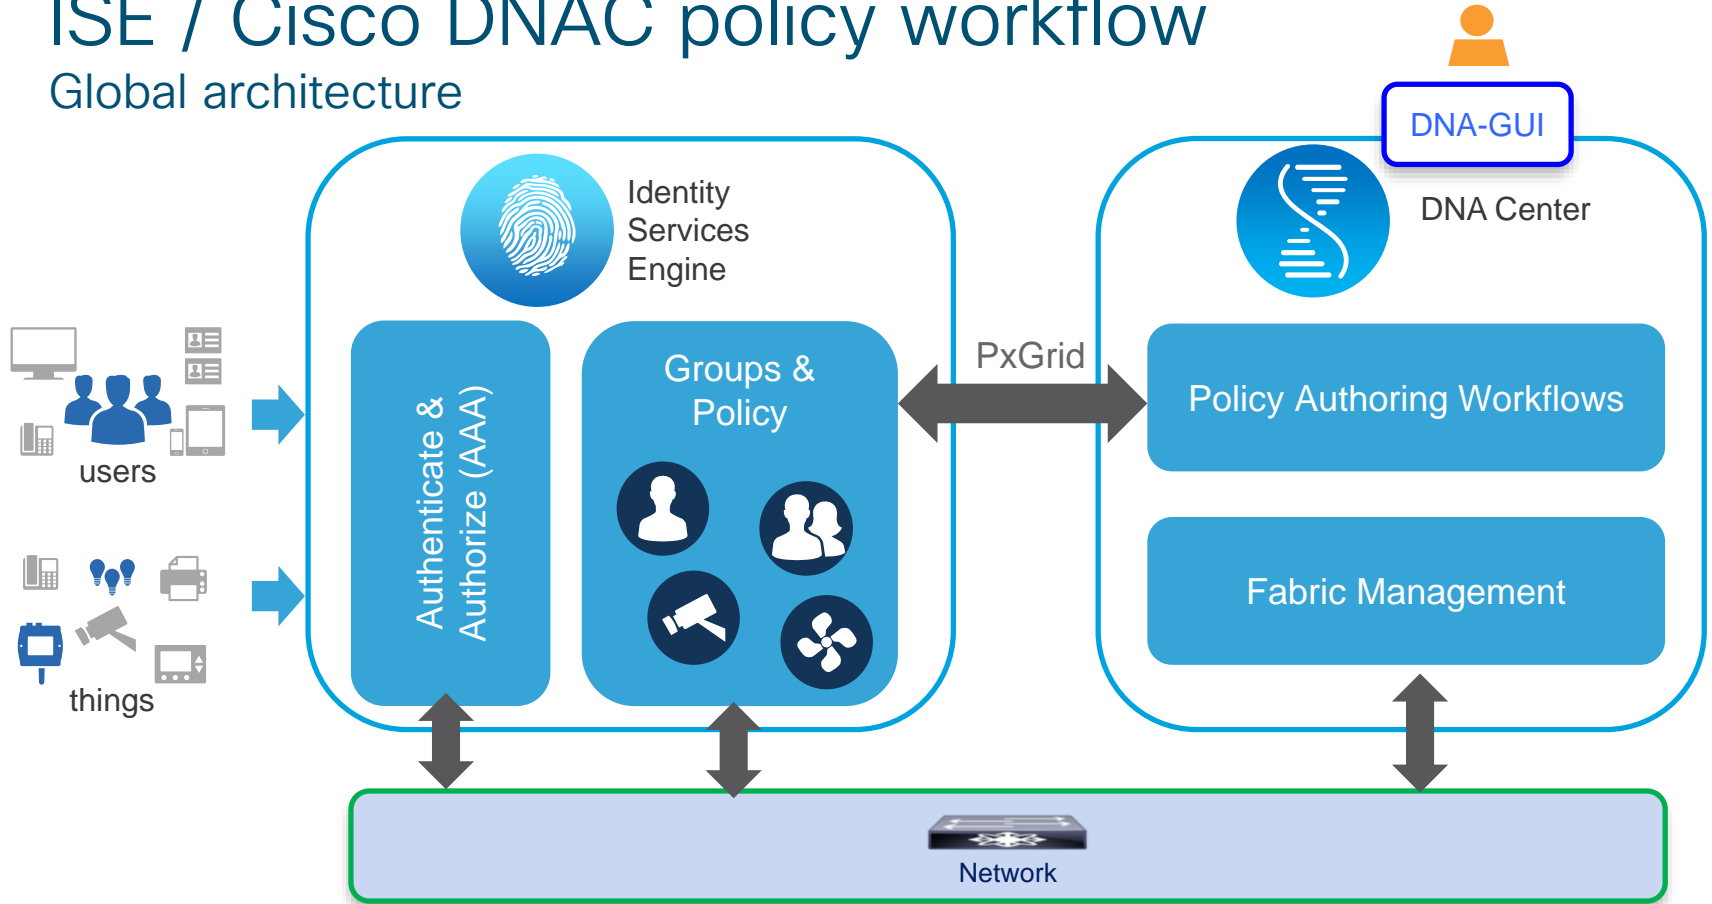 ISE / Cisco DNAC policy workflow
Global architecture
DNA-GUI
Identity
Services
Engine
DNA Center
users
things
Authenticate &
Authorize (AAA)
Groups &
Policy
PxGrid
Policy Authoring Workflows
Fabric Management
Network